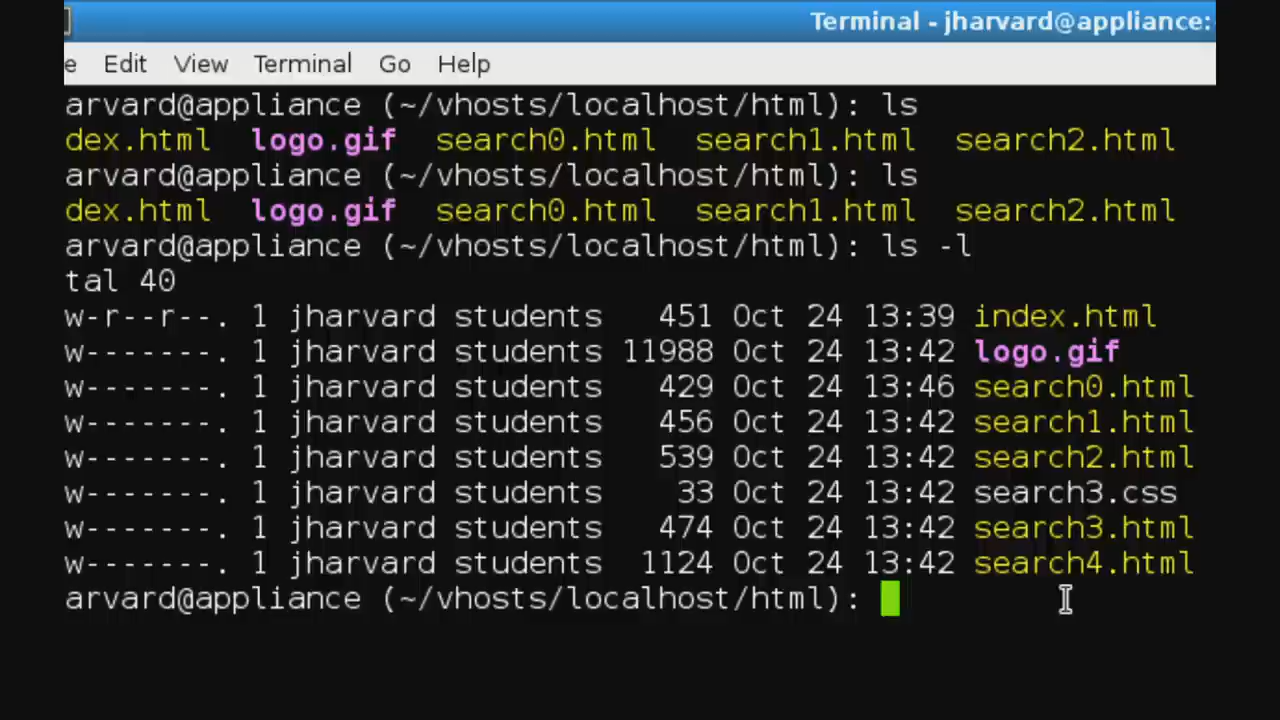 Terminal - jharvard@appliance:
e Edit View Terminal Go Help
arvard@appliance (~/vhosts/localhost/html): ls
dex.html logo.gif search0.html search1.html search2.html
arvard@appliance (~/vhosts/localhost/html): ls
dex.html logo.gif search0.html search1.html search2.html
arvard@appliance (~/vhosts/localhost/html): ls -l
tal 40
w-r--r--. 1 jharvard students 451 Oct 24 13:39 index.html
w-------. 1 jharvard students 11988 Oct 24 13:42 logo.gif
w-------. 1 jharvard students 429 Oct 24 13:46 search0.html
w-------. 1 jharvard students 456 Oct 24 13:42 search1.html
w-------. 1 jharvard students 539 Oct 24 13:42 search2.html
w-------. 1 jharvard students 33 Oct 24 13:42 search3.css
w-------. 1 jharvard students 474 Oct 24 13:42 search3.html
w-------. 1 jharvard students 1124 Oct 24 13:42 search4.html
arvard@appliance (~/vhosts/localhost/html):